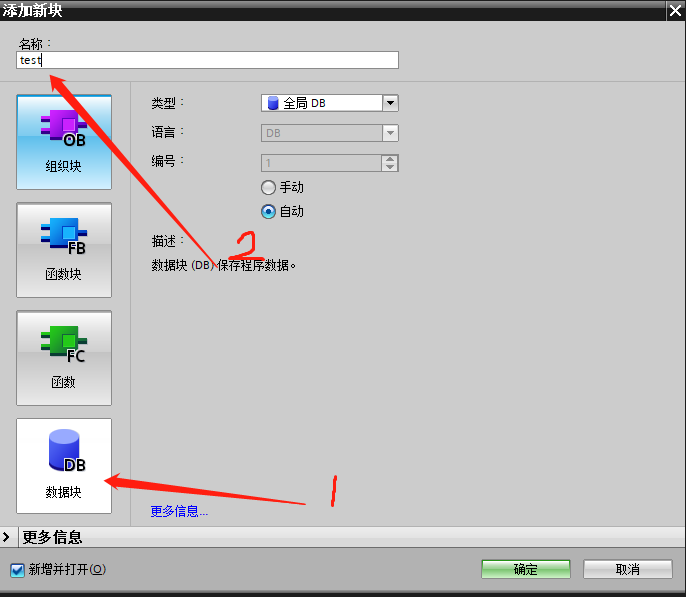 添加新块
名称：
test
OB
组织块
FB
函数块
FC
函数
DB
数据块
类型： 全局 DB
语言： DB
编号： 1
手动
自动
描述：
2
数据块 (DB) 保存程序数据。
1
更多信息...
更多信息
新增并打开(O)
确定
取消